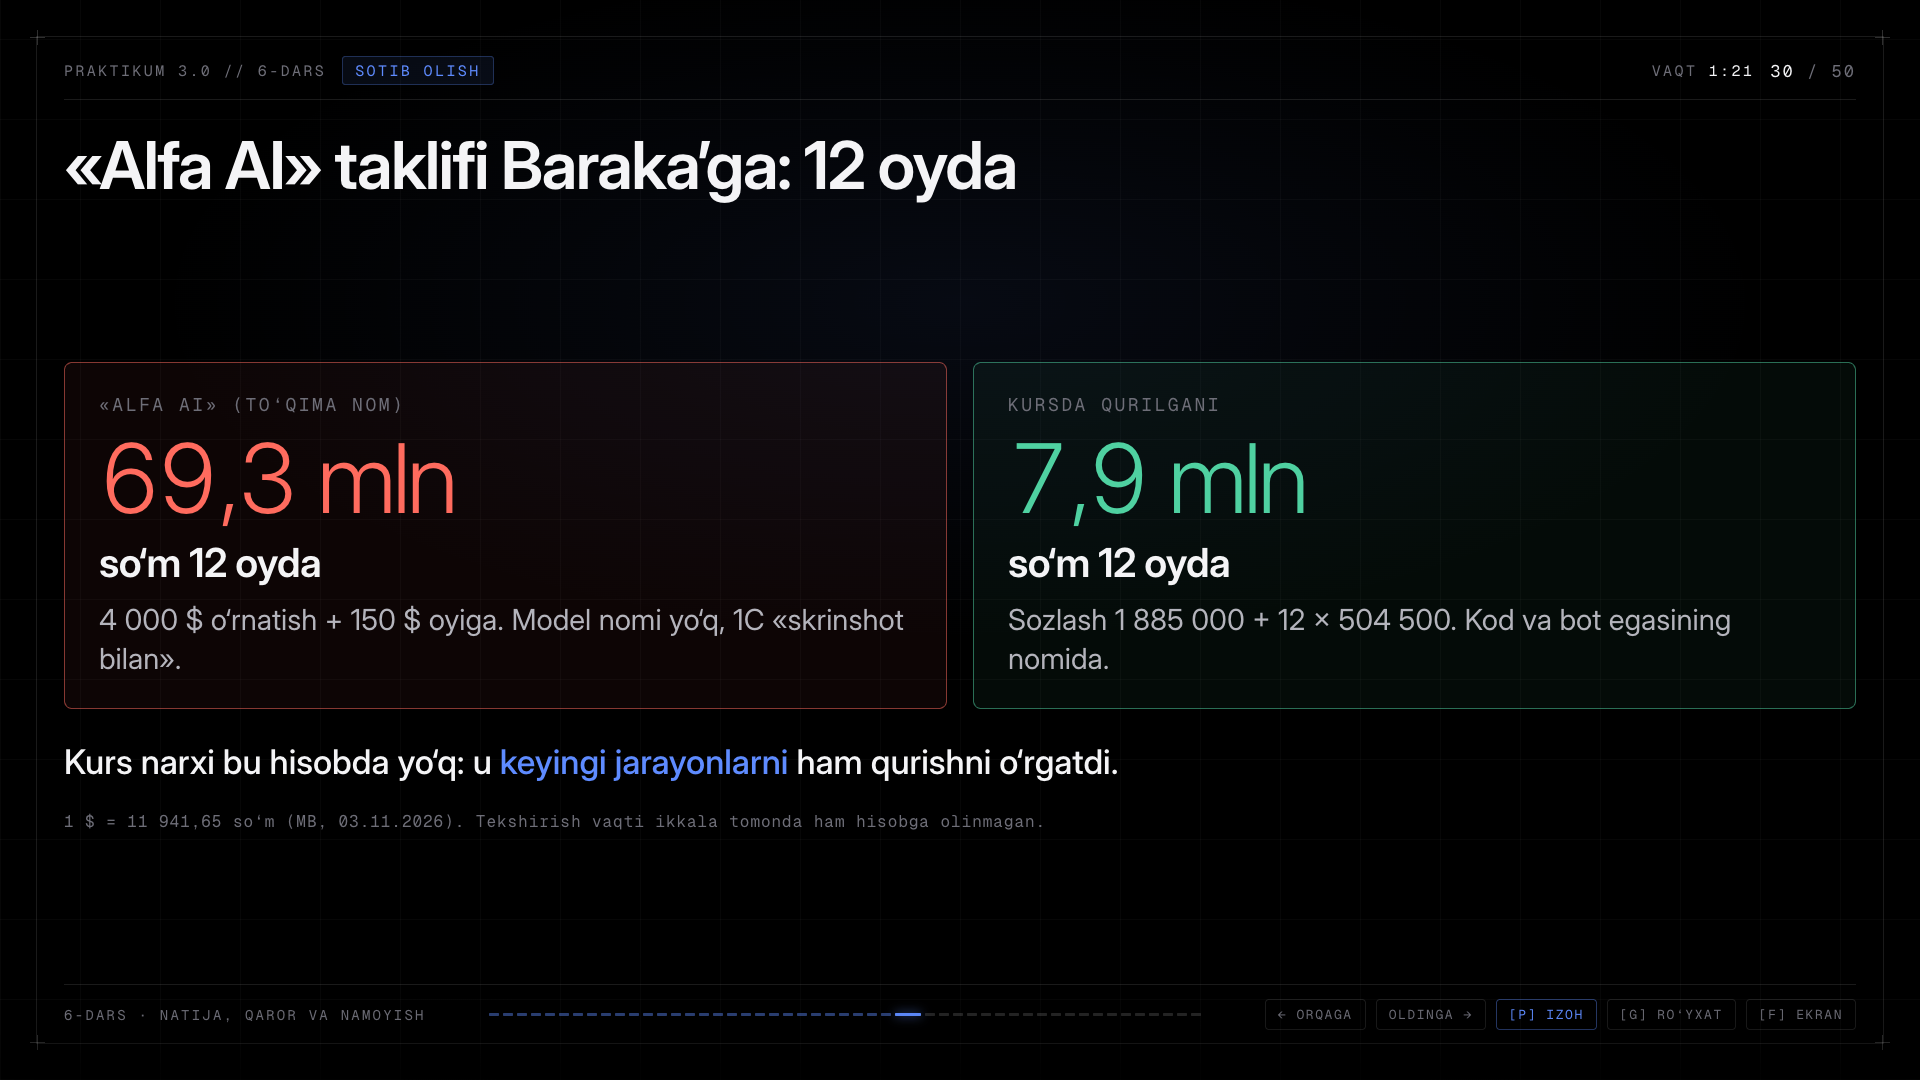 PRAKTIKUM 3.0 // 6-DARS SOTIB OLISH VAQT 1:21 30 / 50
«Alfa AI» taklifi Baraka’ga: 12 oyda
«ALFA AI» (TO‘QIMA NOM)
69,3 mln
so‘m 12 oyda
4 000 $ o‘rnatish + 150 $ oyiga. Model nomi yo‘q, 1C «skrinshot
bilan».
KURSDA QURILGANI
7,9 mln
so‘m 12 oyda
Sozlash 1 885 000 + 12 × 504 500. Kod va bot egasining
nomida.
Kurs narxi bu hisobda yo‘q: u keyingi jarayonlarni ham qurishni o‘rgatdi.
1 $ = 11 941,65 so‘m (MB, 03.11.2026). Tekshirish vaqti ikkala tomonda ham hisobga olinmagan.
6-DARS · NATIJA, QAROR VA NAMOYISH ← ORQAGA OLDINGA → [P] IZOH [G] RO‘YXAT [F] EKRAN